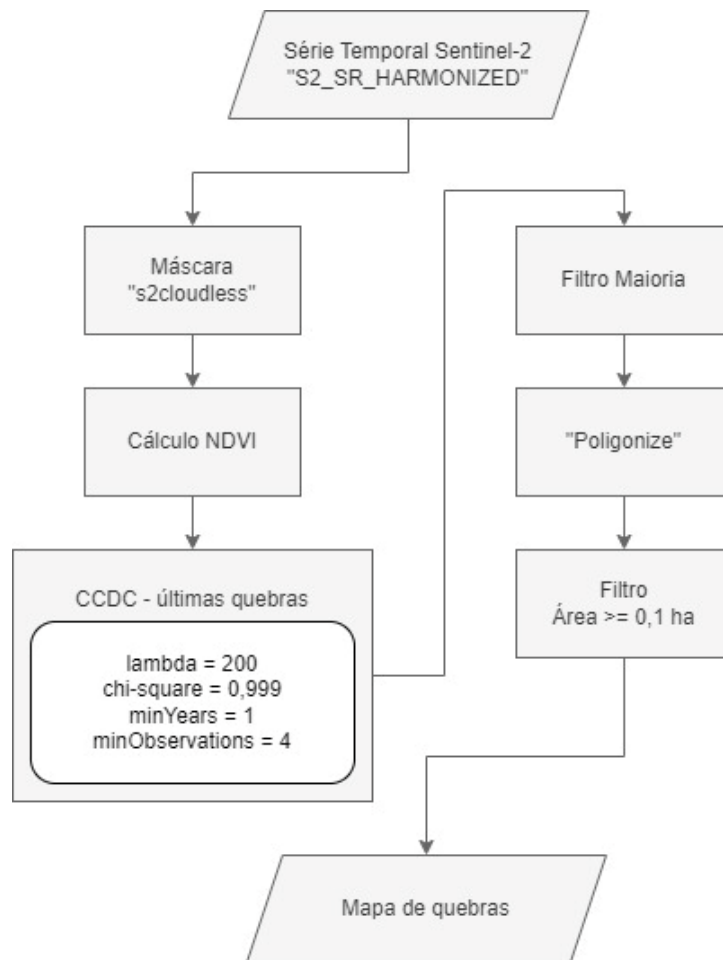 Série Temporal Sentinel-2
"S2_SR_HARMONIZED"
Máscara
"s2cloudless"
Cálculo NDVI
CCDC - últimas quebras
lambda = 200
chi-square = 0,999
minYears = 1
minObservations = 4
Filtro Maioria
"Poligonize"
Filtro
Área >= 0,1 ha
Mapa de quebras